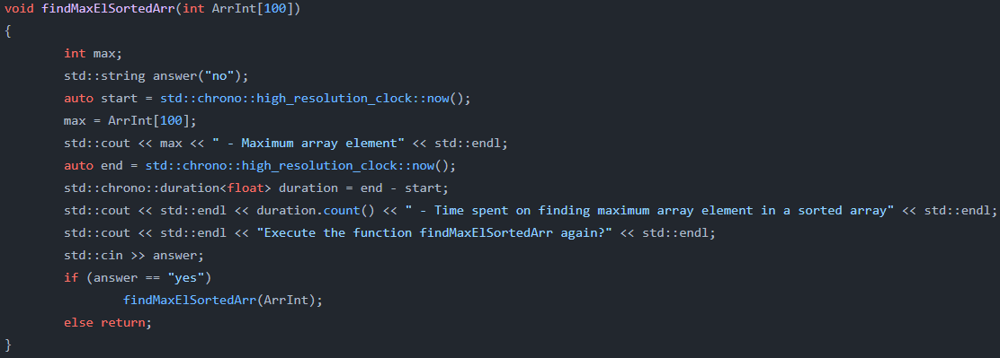 void findMaxElSortedArr(int ArrInt[100])
{
int max;
std::string answer("no");
auto start = std::chrono::high_resolution_clock::now();
max = ArrInt[100];
std::cout << max << " - Maximum array element" << std::endl;
auto end = std::chrono::high_resolution_clock::now();
std::chrono::duration<float> duration = end - start;
std::cout << std::endl << duration.count() << " - Time spent on finding maximum array element in a sorted array" << std::endl;
std::cout << std::endl << "Execute the function findMaxElSortedArr again?" << std::endl;
std::cin >> answer;
if (answer == "yes")
findMaxElSortedArr(ArrInt);
else return;
}